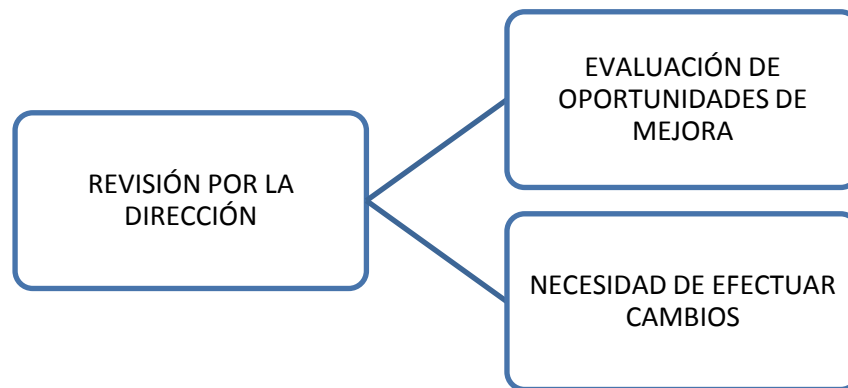 REVISIÓN POR LA
DIRECCIÓN
EVALUACIÓN DE
OPORTUNIDADES DE
MEJORA
NECESIDAD DE EFECTUAR
CAMBIOS